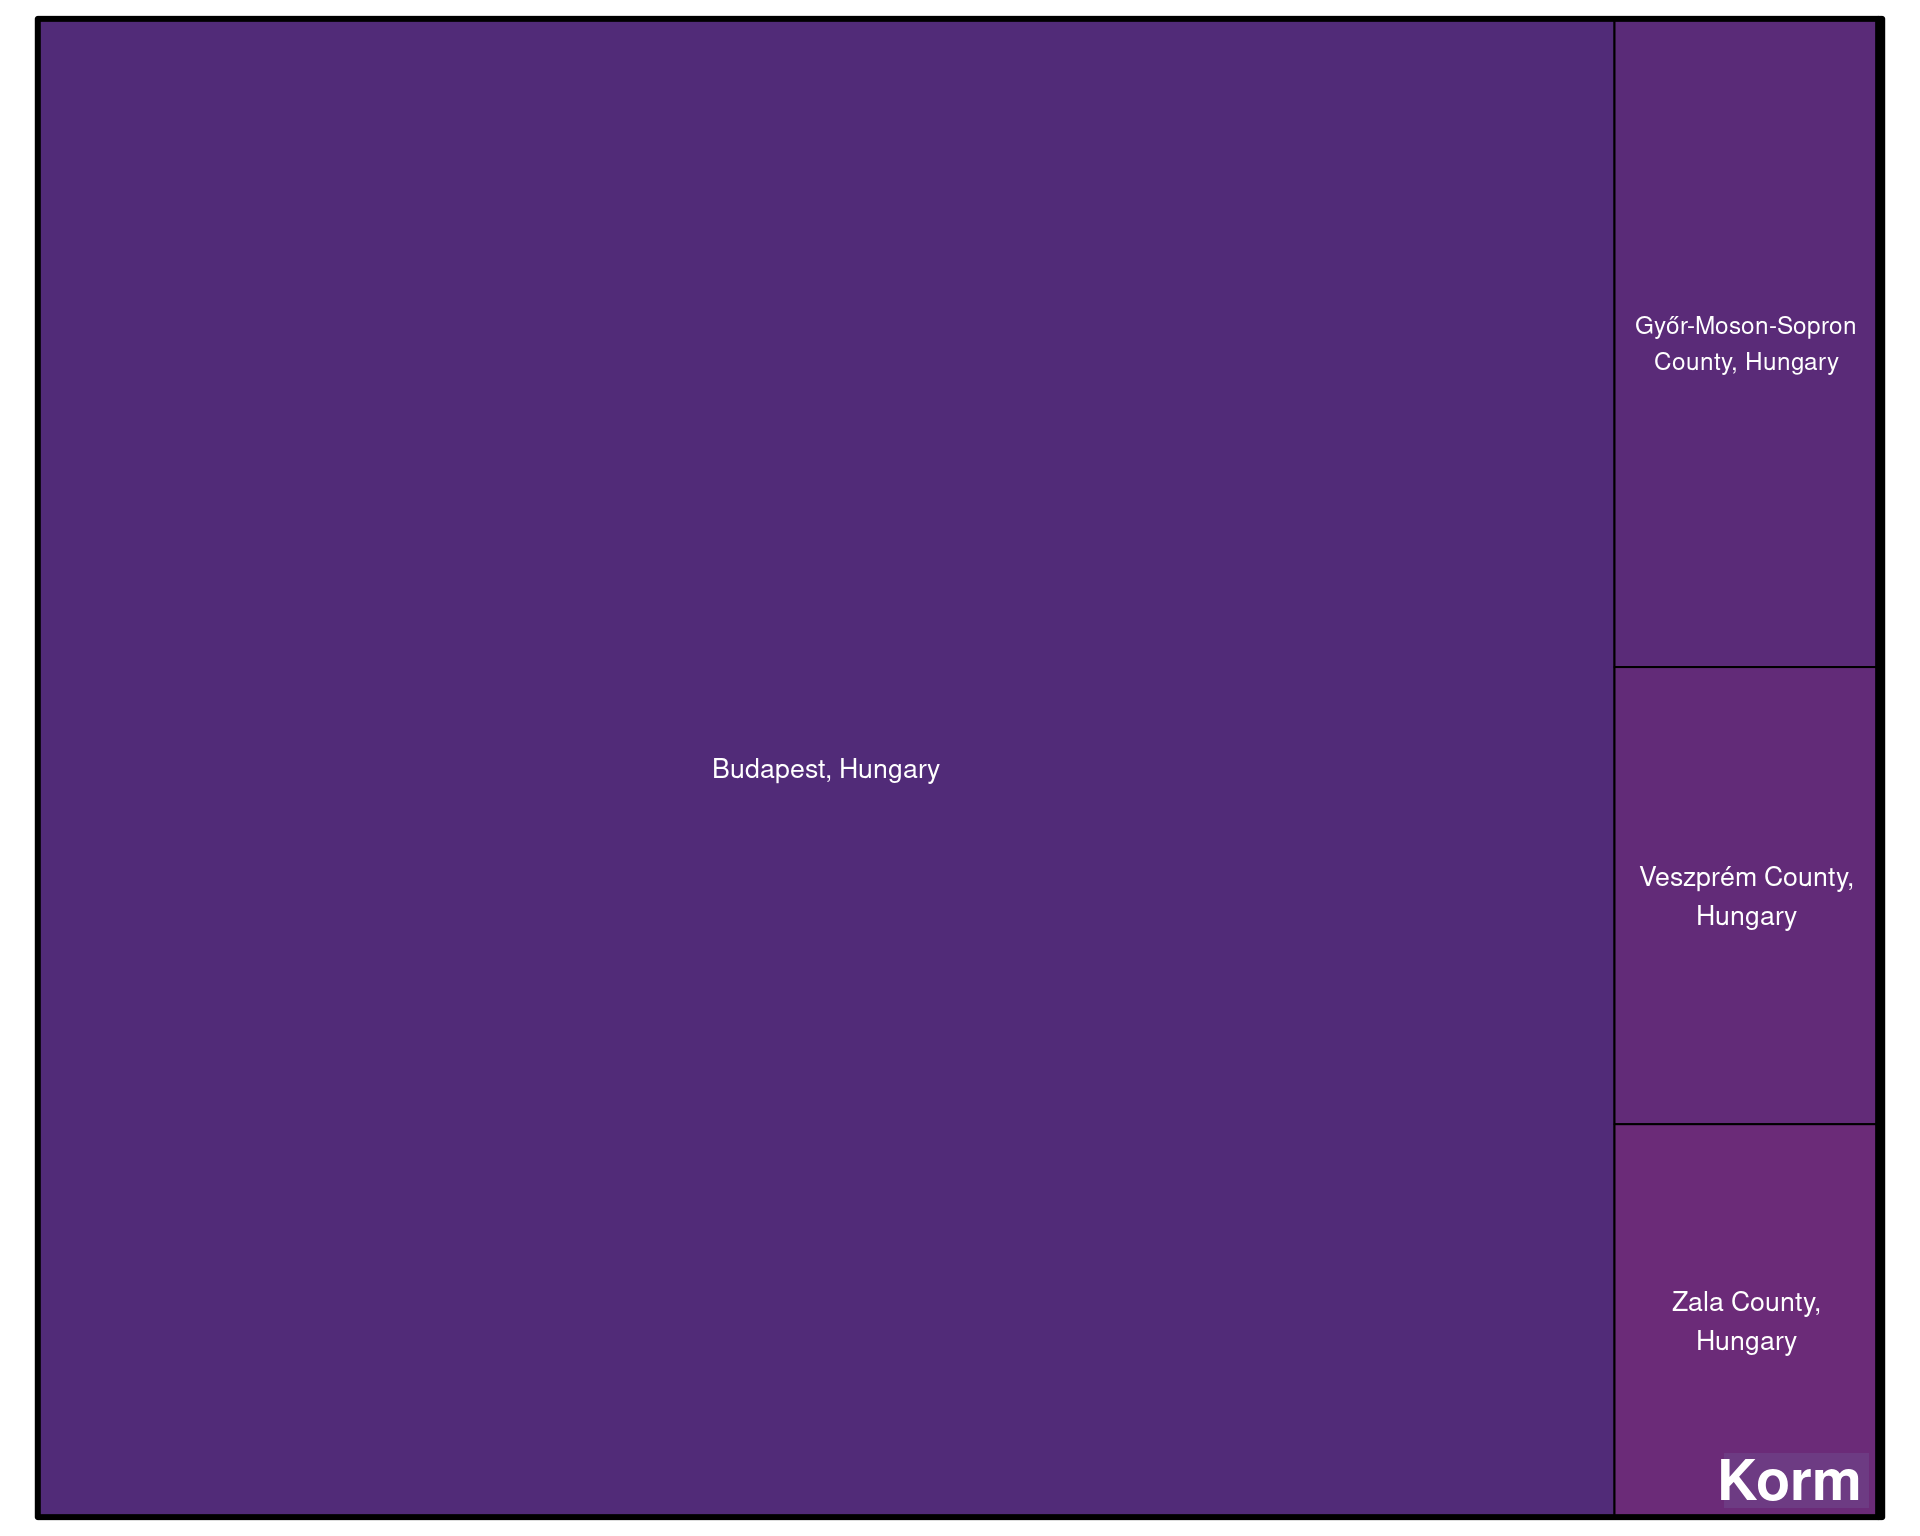 Budapest, Hungary
Győr-Moson-Sopron
County, Hungary
Veszprém County,
Hungary
Zala County,
Hungary
Korm